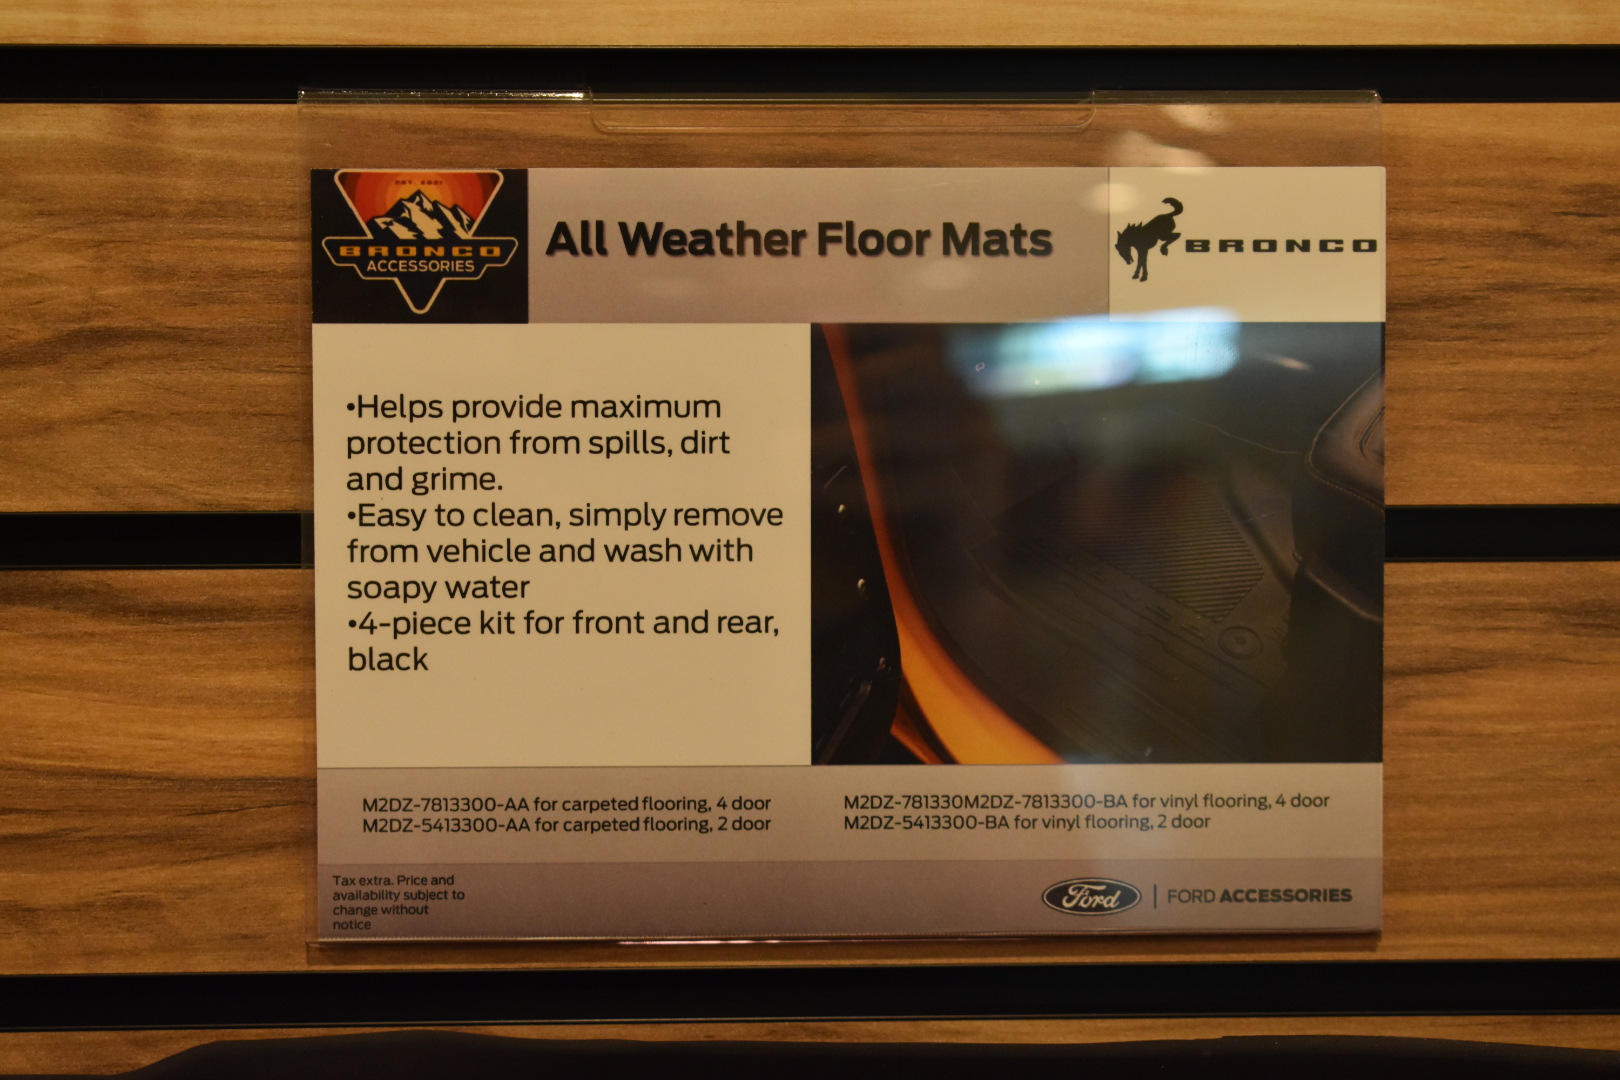 EST. 2021
BRONCO
ACCESSORIES
All Weather Floor Mats
BRONCO
•Helps provide maximum
protection from spills, dirt
and grime.
•Easy to clean, simply remove
from vehicle and wash with
soapy water
•4-piece kit for front and rear,
black
M2DZ-7813300-AA for carpeted flooring, 4 door
M2DZ-5413300-AA for carpeted flooring, 2 door
M2DZ-781330M2DZ-7813300-BA for vinyl flooring, 4 door
M2DZ-5413300-BA for vinyl flooring, 2 door
Tax extra. Price and
availability subject to
change without
notice
Ford
FORD ACCESSORIES